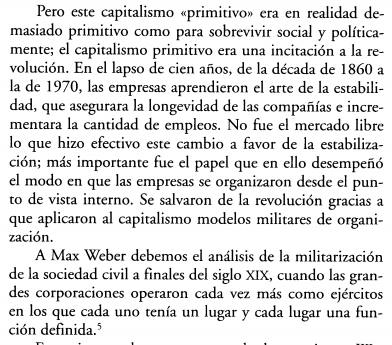 Pero este capitalismo «primitivo» era en realidad de-
masiado primitivo como para sobrevivir social y política-
mente; el capitalismo primitivo era una incitación a la re-
volución. En el lapso de cien años, de la década de 1860 a
la de 1970, las empresas aprendieron el arte de la estabili-
dad, que asegurara la longevidad de las compañías e incre-
mentara la cantidad de empleos. No fue el mercado libre
lo que hizo efectivo este cambio a favor de la estabiliza-
ción; más importante fue el papel que en ello desempeñó
el modo en que las empresas se organizaron desde el pun-
to de vista interno. Se salvaron de la revolución gracias a
que aplicaron al capitalismo modelos militares de organi-
zación.
A Max Weber debemos el análisis de la militarización
de la sociedad civil a finales del siglo XIX, cuando las gran-
des corporaciones operaron cada vez más como ejércitos
en los que cada uno tenía un lugar y cada lugar una fun-
ción definida.⁵